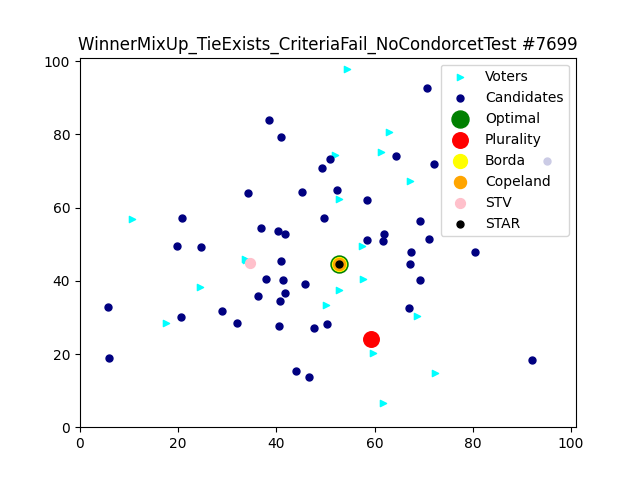 WinnerMixUp_TieExists_CriteriaFail_NoCondorcetTest #7699
100
80
60
40
20
0
0
20
40
60
80
100
Voters
Candidates
Optimal
Plurality
Borda
Copeland
STV
STAR